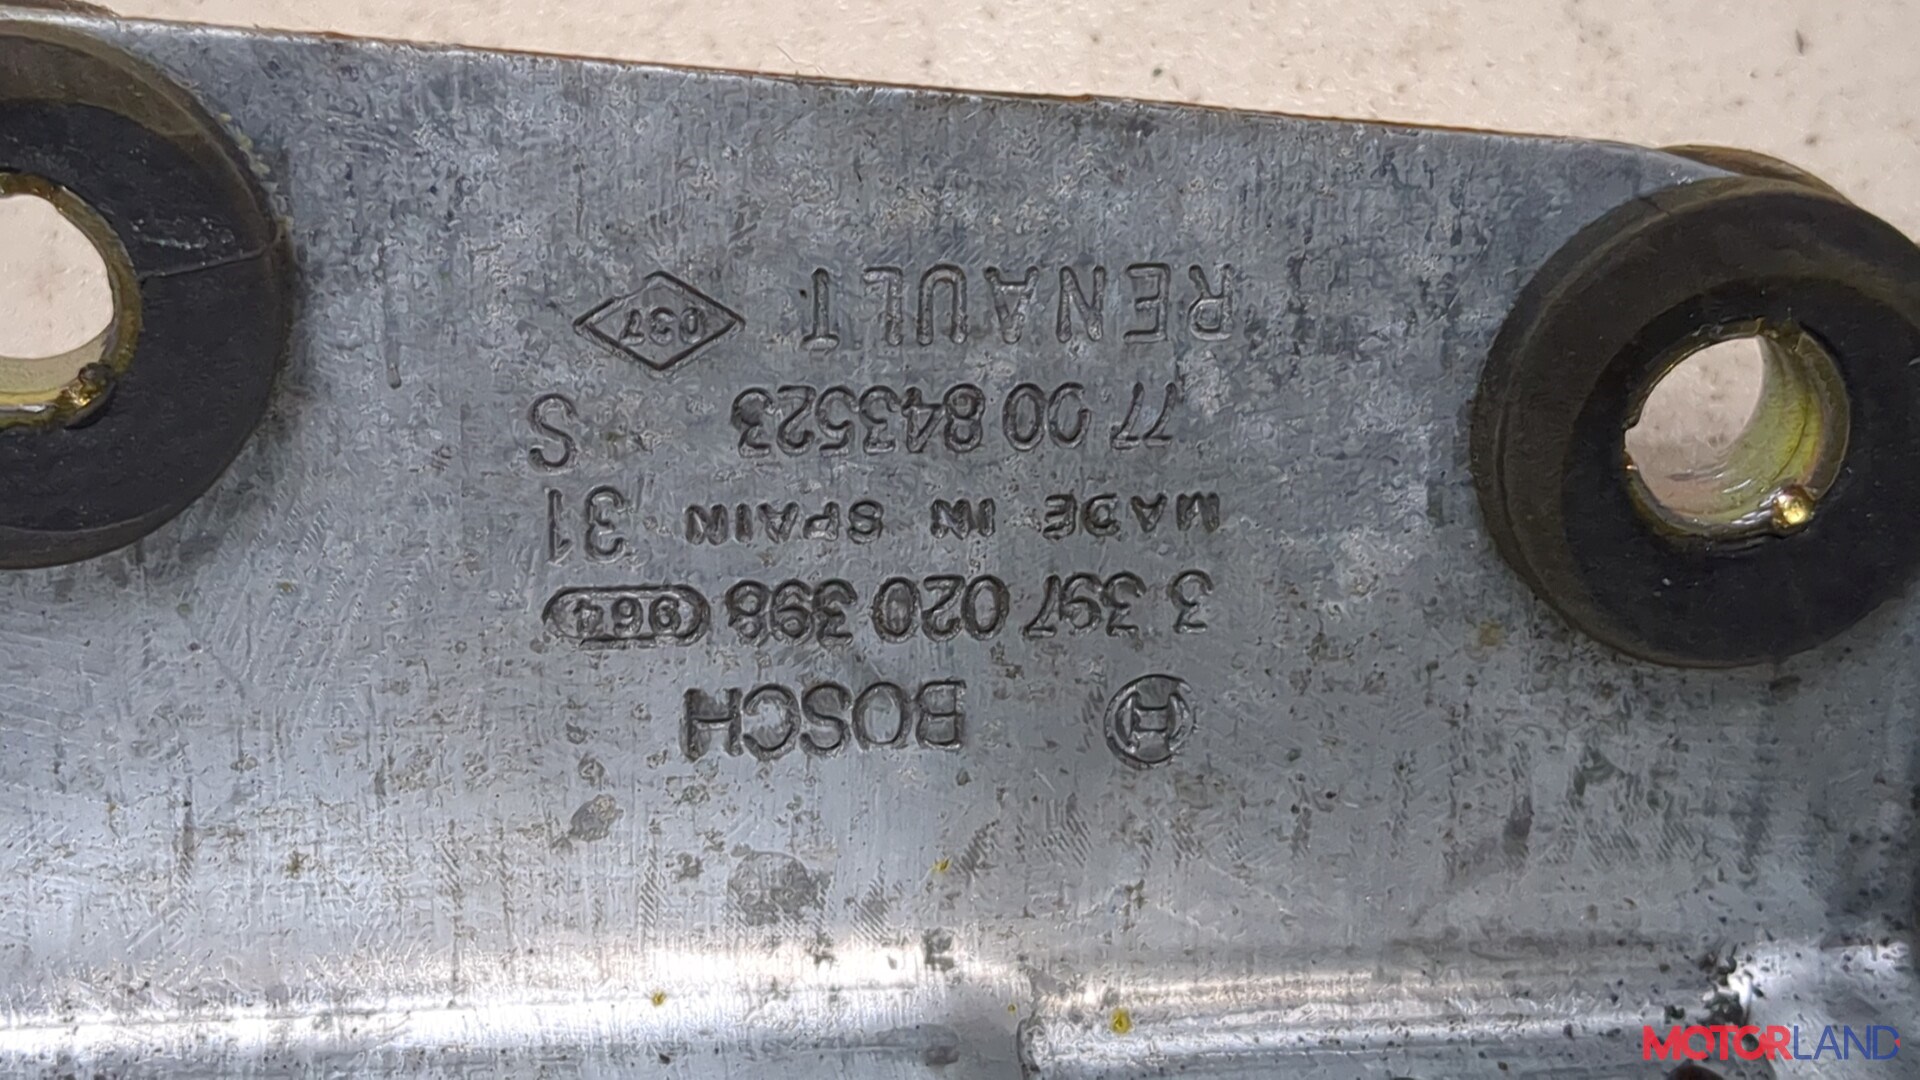 BOSCH
3 397 020 398 964
MADE IN SPAIN 31
77 00 843523 S
RENAULT 037
MOTORLAND